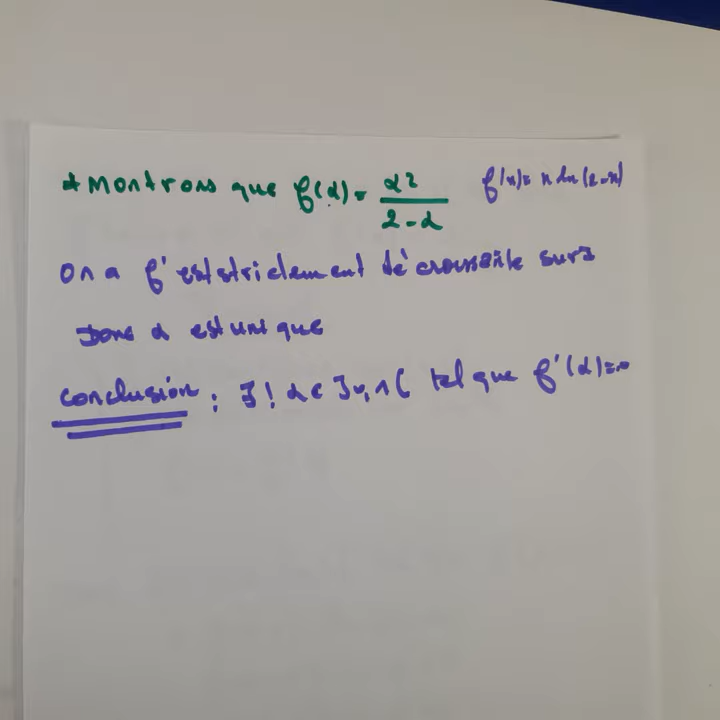 * Montrons que f(α) = α² / 2-α   f(x) = x ln(2-x)
On a f' est strictement décroissante sur I
Donc α est unique
Conclusion : ∃! α ∈ ]0,1[ tel que f'(α)=0